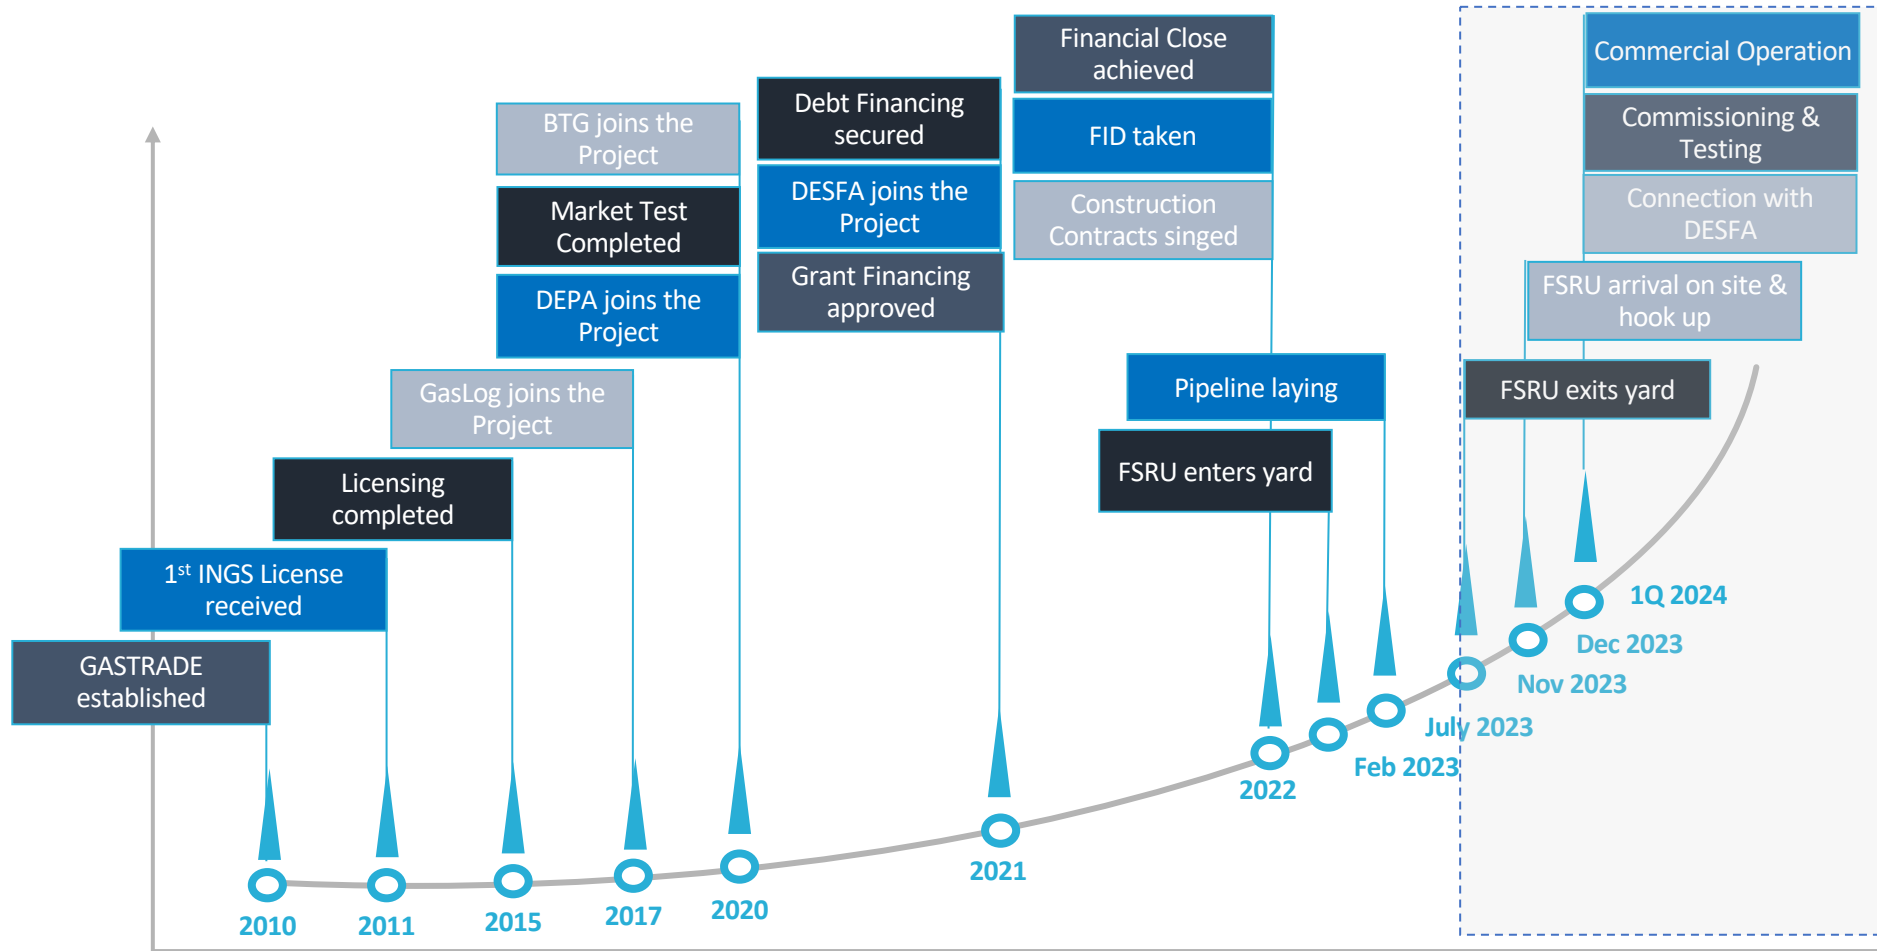 Financial Close
achieved
FID taken
Construction
Contracts singed
Commercial Operation
Commissioning &
Testing
Connection with
DESFA
FSRU arrival on site &
hook up
FSRU exits yard
Debt Financing
secured
DESFA joins the
Project
Grant Financing
approved
BTG joins the
Project
Market Test
Completed
DEPA joins the
Project
GasLog joins the
Project
Pipeline laying
FSRU enters yard
Licensing
completed
1st INGS License
received
GASTRADE
established
1Q 2024
Dec 2023
Nov 2023
July 2023
Feb 2023
2022
2021
2020
2017
2015
2011
2010